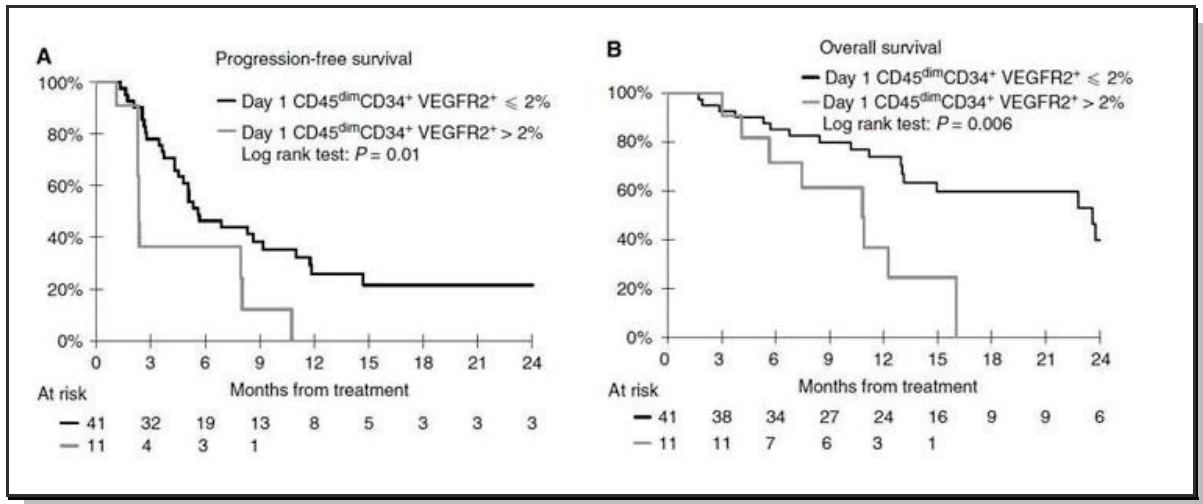 A
Progression-free survival
Day 1 CD45dimCD34+ VEGFR2+ ⩽ 2%
Day 1 CD45dimCD34+ VEGFR2+ > 2%
Log rank test: P = 0.01
100%
80%
60%
40%
20%
0%
0 3 6 9 12 15 18 21 24
Months from treatment
At risk
41 32 19 13 8 5 3 3 3
11 4 3 1
B
Overall survival
Day 1 CD45dimCD34+ VEGFR2+ ⩽ 2%
Day 1 CD45dimCD34+ VEGFR2+ > 2%
Log rank test: P = 0.006
100%
80%
60%
40%
20%
0%
0 3 6 9 12 15 18 21 24
Months from treatment
At risk
41 38 34 27 24 16 9 9 6
11 11 7 6 3 1